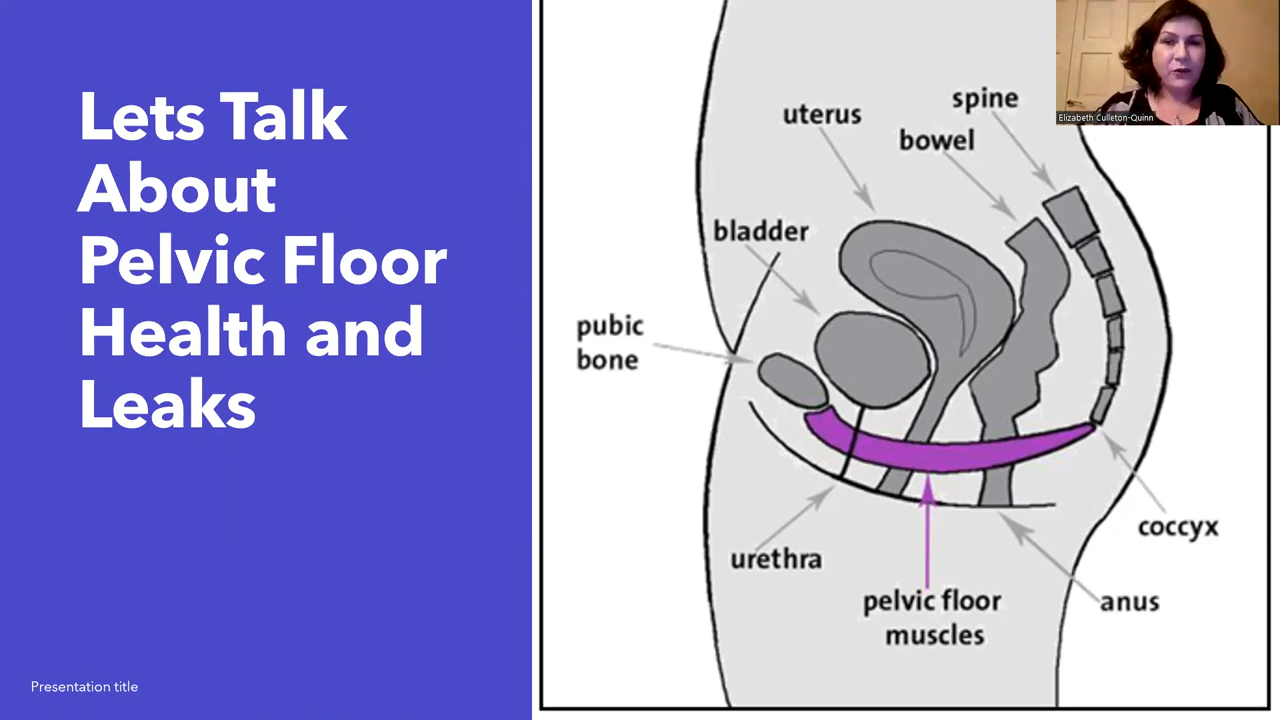 Lets Talk
About
Pelvic Floor
Health and
Leaks
Presentation title
uterus
spine
bowel
bladder
pubic
bone
urethra
pelvic floor
muscles
coccyx
anus
Elizabeth Culleton-Quinn